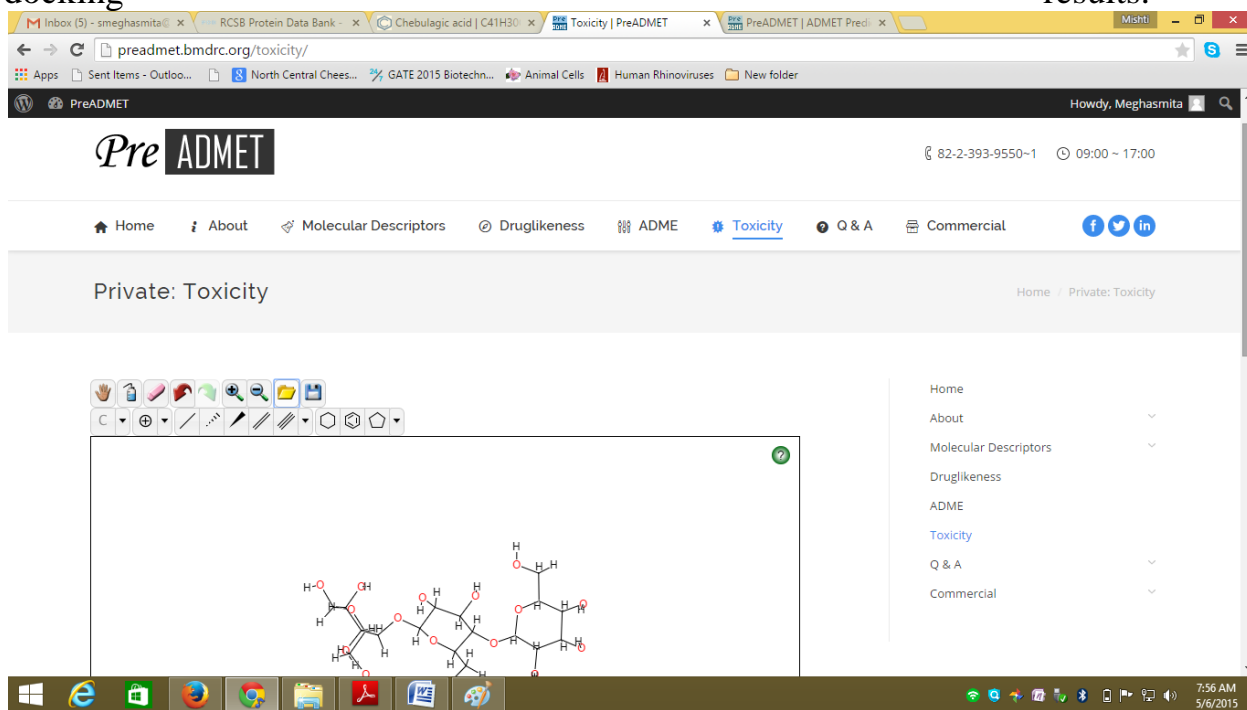 docking results.
Inbox (5) - smeghasmita@ RCSB Protein Data Bank - Chebulagic acid | C41H30 Toxicity | PreADMET PreADMET | ADMET Predi Mishti
preadmet.bmdrc.org/toxicity/
Apps Sent Items - Outloo... North Central Chees... GATE 2015 Biotechn... Animal Cells Human Rhinoviruses New folder
PreADMET Howdy, Meghasmita
Pre ADMET 82-2-393-9550~1 09:00 ~ 17:00
Home About Molecular Descriptors Druglikeness ADME Toxicity Q & A Commercial
Private: Toxicity Home / Private: Toxicity
Home
About
Molecular Descriptors
Druglikeness
ADME
Toxicity
Q & A
Commercial
7:56 AM
5/6/2015